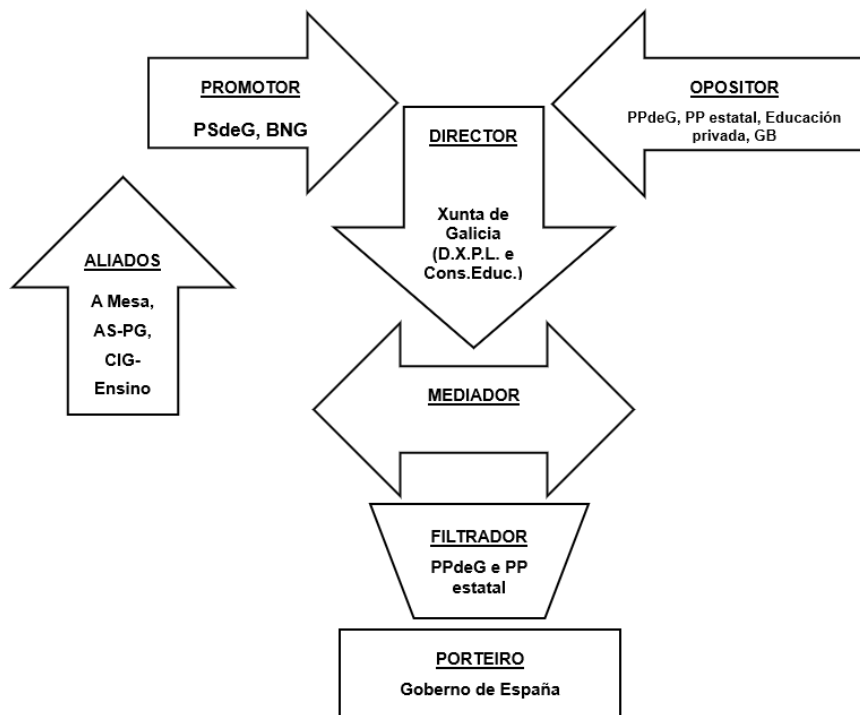 PROMOTOR
PSdeG, BNG
OPOSITOR
PPdeG, PP estatal, Educación
privada, GB
DIRECTOR
Xunta de
Galicia
(D.X.P.L. e
Cons.Educ.)
ALIADOS
A Mesa,
AS-PG,
CIG-
Ensino
MEDIADOR
FILTRADOR
PPdeG e PP
estatal
PORTEIRO
Goberno de España